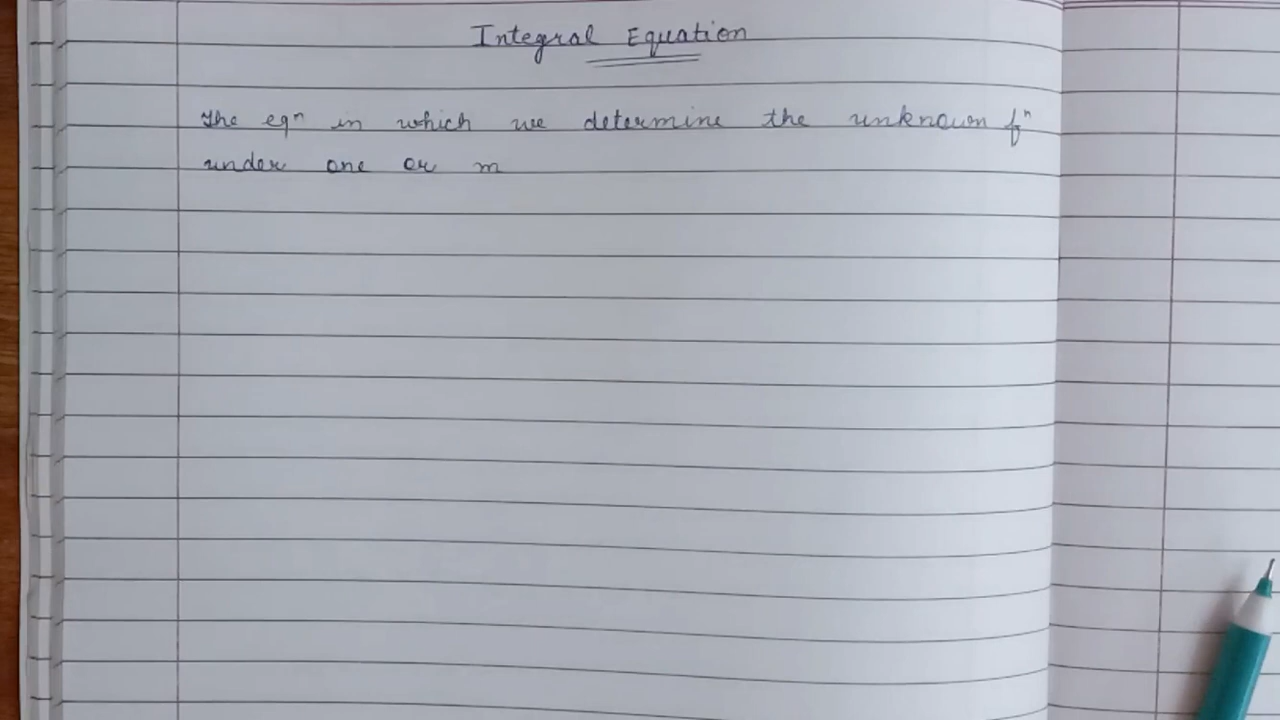 Integral Equation
The eqⁿ in which we determine the unknown fⁿ
under one or m